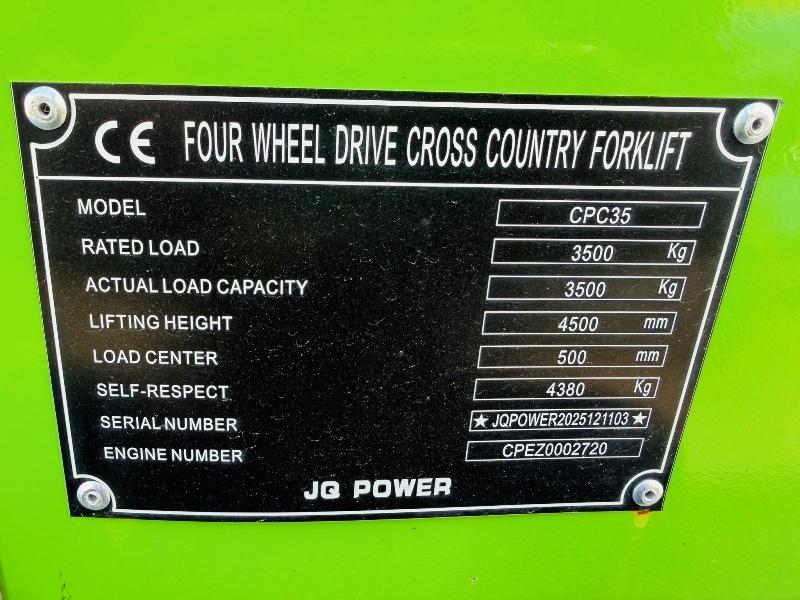 CE FOUR WHEEL DRIVE CROSS COUNTRY FORKLIFT
MODEL CPC35
RATED LOAD 3500 Kg
ACTUAL LOAD CAPACITY 3500 Kg
LIFTING HEIGHT 4500 mm
LOAD CENTER 500 mm
SELF-RESPECT 4380 Kg
SERIAL NUMBER ★JQPOWER2025121103★
ENGINE NUMBER CPEZ0002720
JQ POWER